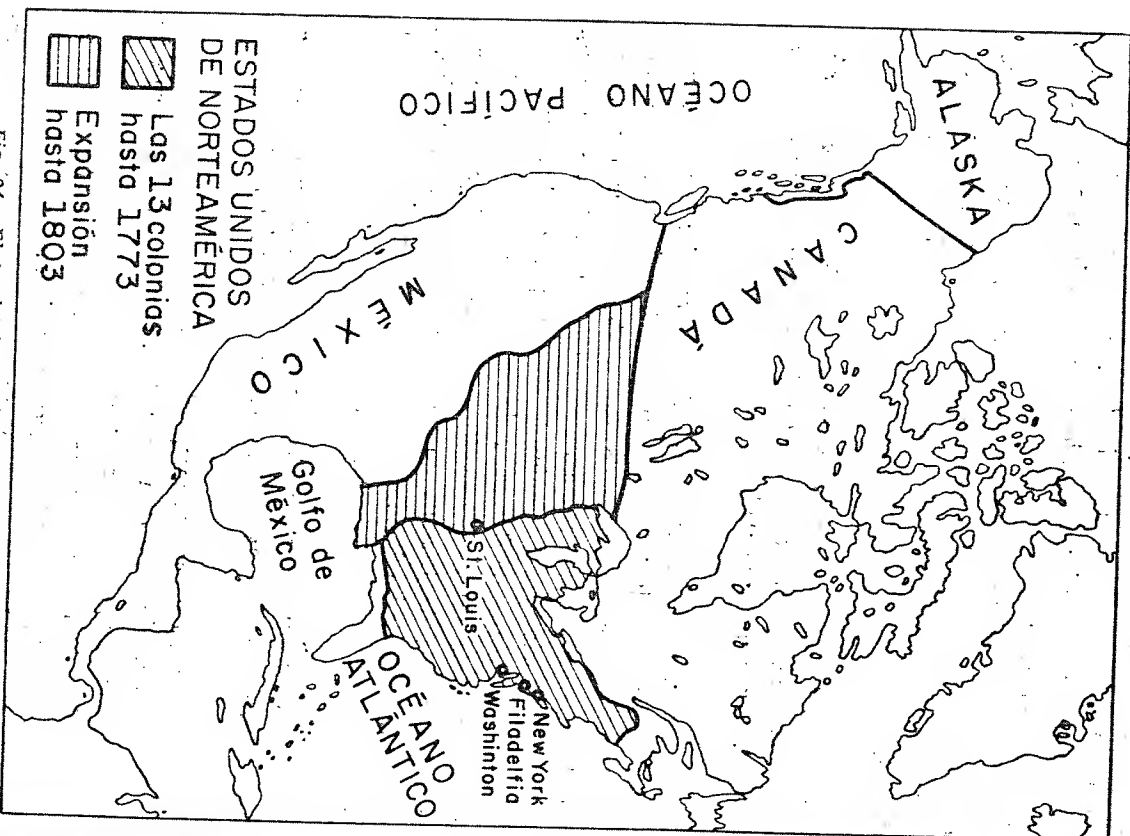 ALASKA
CANADÁ
OCÉANO PACÍFICO
MÉXICO
Golfo de
México
St. Louis
New York
Filadelfia
Washinton
OCÉANO
ATLÁNTICO
ESTADOS UNIDOS
DE NORTEAMÉRICA
Las 13 colonias
hasta 1773
Expansión
hasta 1803